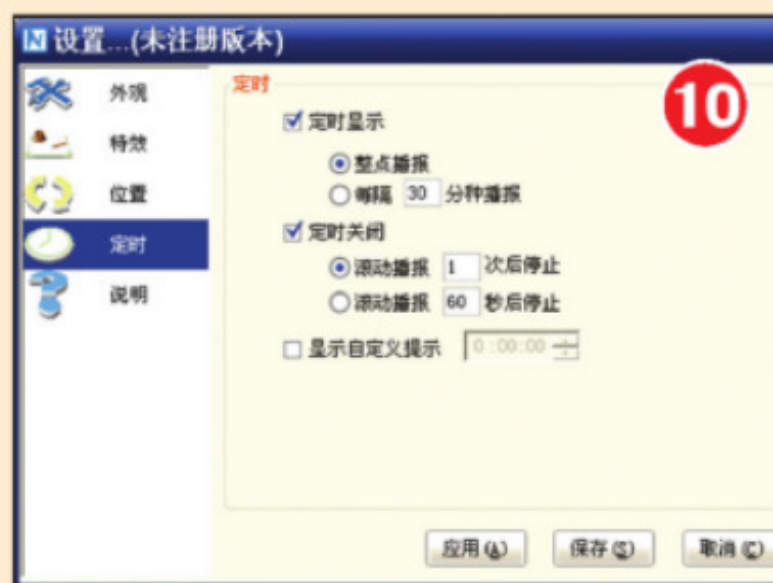 设置...(未注册版本)
10
外观
特效
位置
定时
说明
定时
定时显示
整点播报
每隔 30 分种播报
定时关闭
滚动播报 1 次后停止
滚动播报 60 秒后停止
显示自定义提示 0:00:00
应用(A) 保存(S) 取消(C)